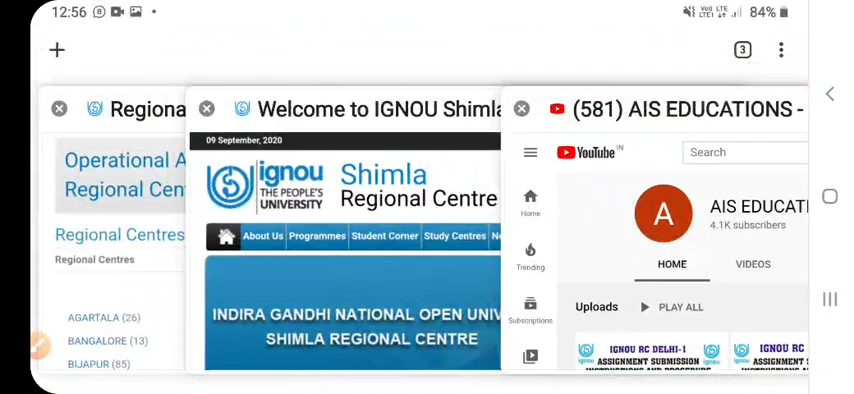 12:56
VoD LTE
LTE1
84%
3
Regiona
Welcome to IGNOU Shimla
(581) AIS EDUCATIONS -
Operational A
Regional Cen
Regional Centres
Regional Centres
AGARTALA (26)
BANGALORE (13)
BIJAPUR (85)
09 September, 2020
ignou
THE PEOPLE'S
UNIVERSITY
Shimla
Regional Centre
About Us
Programmes
Student Corner
Study Centres
INDIRA GANDHI NATIONAL OPEN UNIV
SHIMLA REGIONAL CENTRE
YouTube IN
Search
Home
Trending
Subscriptions
A
AIS EDUCATI
4.1K subscribers
HOME
VIDEOS
Uploads
PLAY ALL
IGNOU RC DELHI-1
ASSIGNMENT SUBMISSION
IGNOU RC
ASSIGNMENT